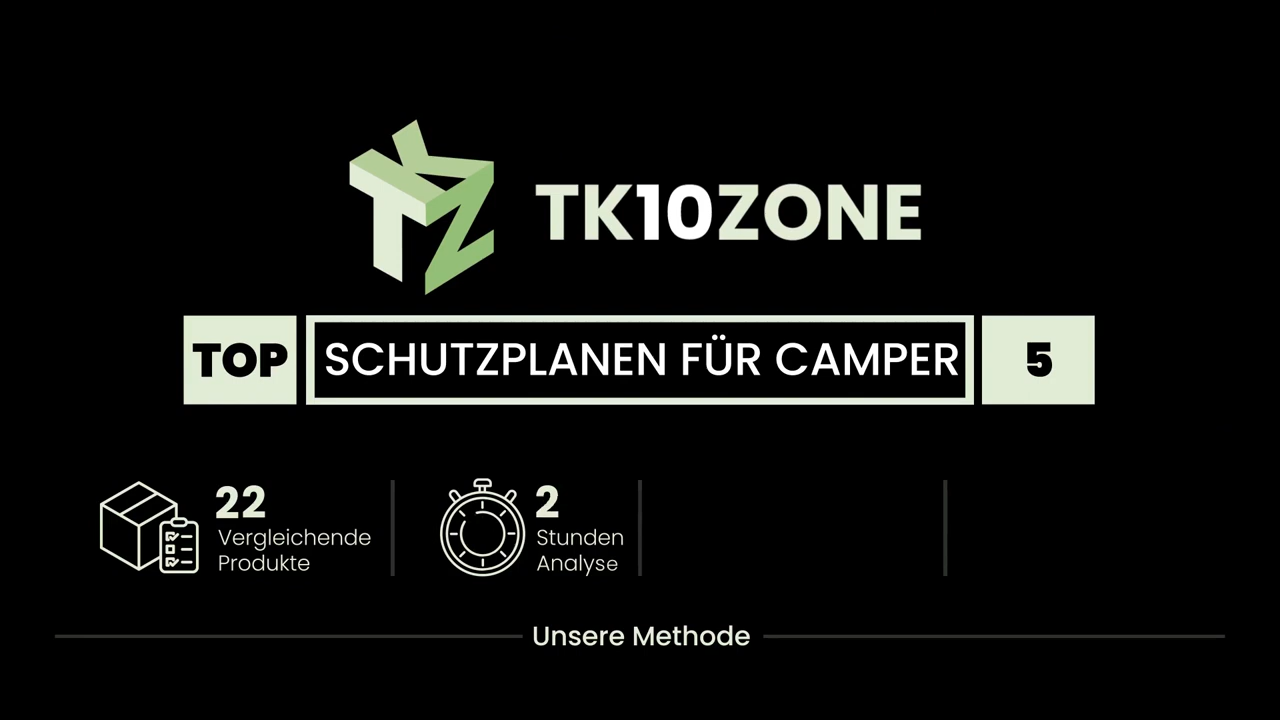 TK10ZONE
TOP SCHUTZPLANEN FÜR CAMPER 5
22
Vergleichende
Produkte
2
Stunden
Analyse
Unsere Methode